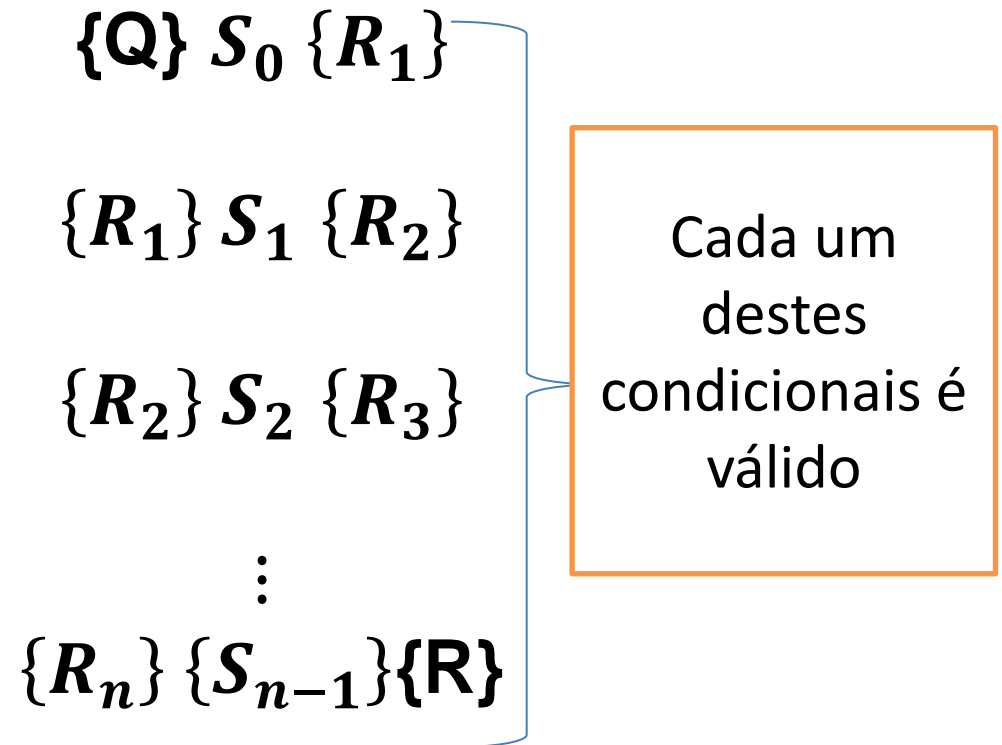 {Q} S₀ {R₁}
{R₁} S₁ {R₂}
{R₂} S₂ {R₃}
⋮
{Rₙ} {Sₙ₋₁}{R}
Cada um
destes
condicionais é
válido